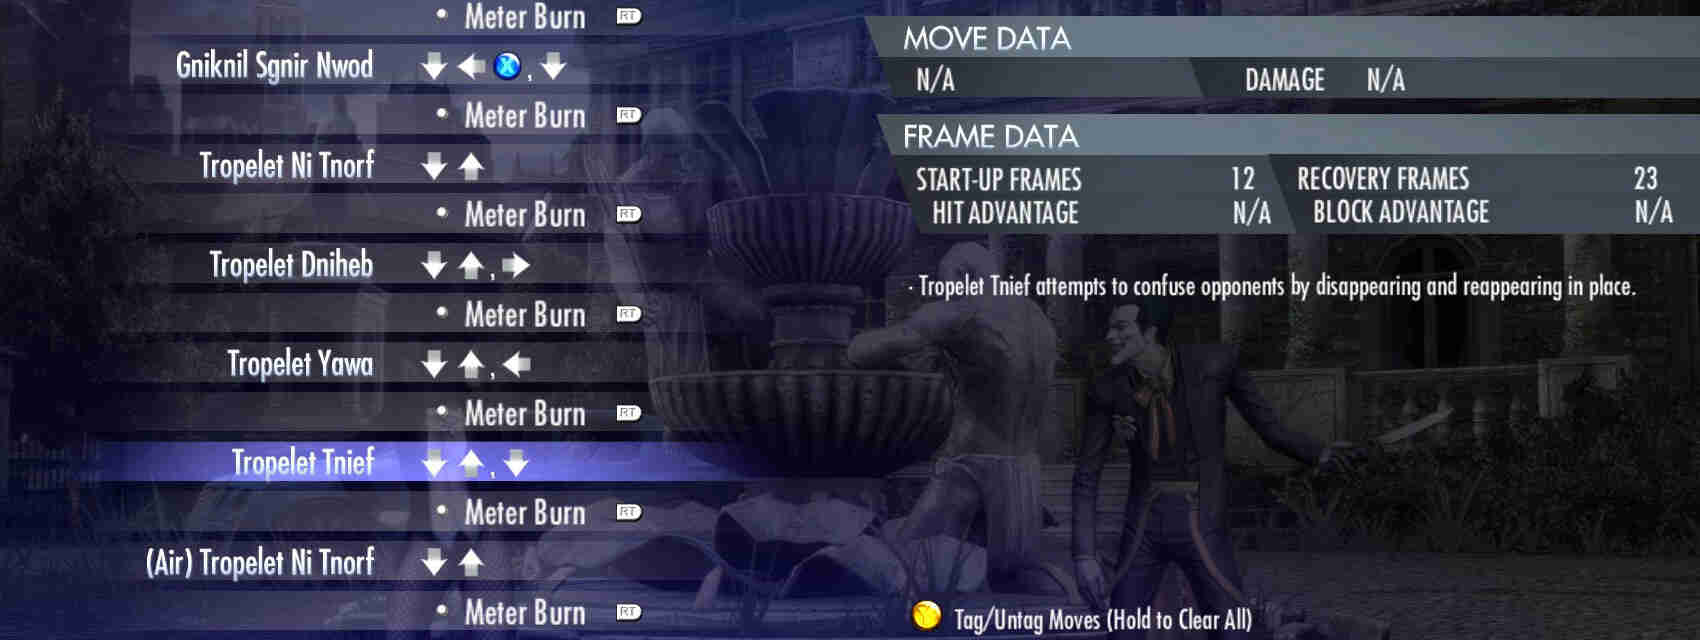 • Meter Burn RT
Gniknil Sgnir Nwod X ,
• Meter Burn RT
Tropelet Ni Tnorf
• Meter Burn RT
Tropelet Dniheb ,
• Meter Burn RT
Tropelet Yawa ,
• Meter Burn RT
Tropelet Tnief ,
• Meter Burn RT
(Air) Tropelet Ni Tnorf
• Meter Burn RT
MOVE DATA
N/A DAMAGE N/A
FRAME DATA
START-UP FRAMES 12 RECOVERY FRAMES 23
HIT ADVANTAGE N/A BLOCK ADVANTAGE N/A
· Tropelet Tnief attempts to confuse opponents by disappearing and reappearing in place.
Y Tag/Untag Moves (Hold to Clear All)